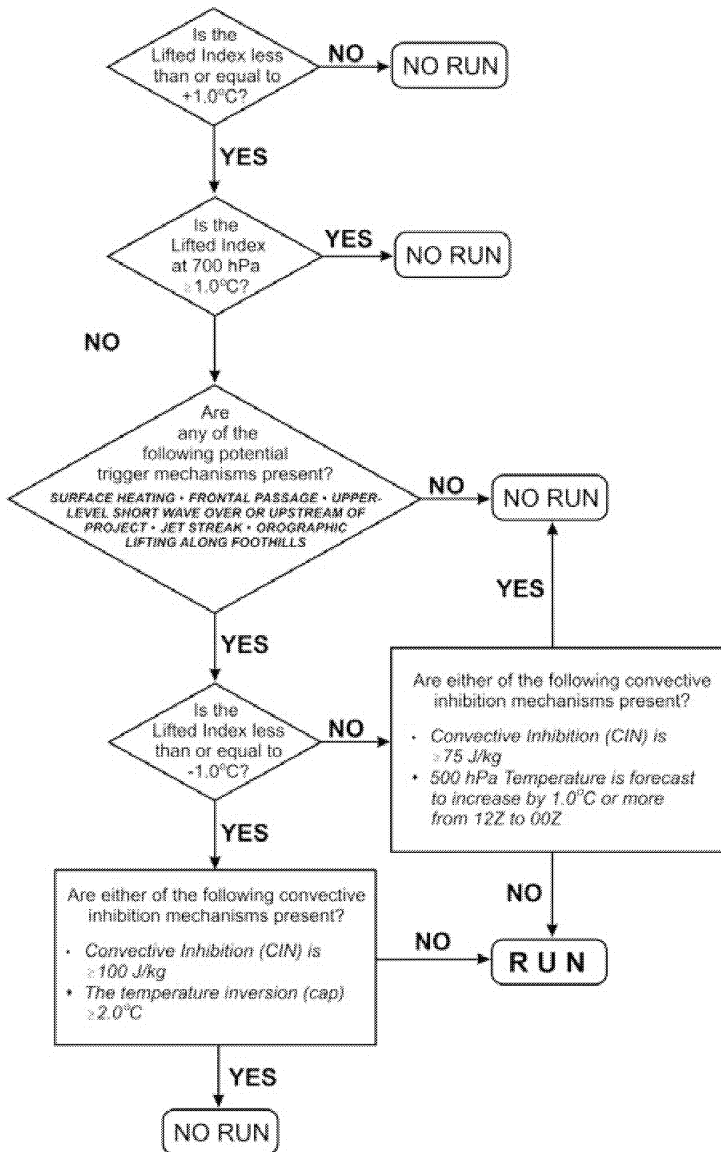 Is the
Lifted Index less
than or equal to
+1.0°C?
NO
NO RUN
YES
Is the
Lifted Index
at 700 hPa
≥1.0°C?
YES
NO RUN
NO
Are
any of the
following potential
trigger mechanisms present?
SURFACE HEATING • FRONTAL PASSAGE • UPPER-
LEVEL SHORT WAVE OVER OR UPSTREAM OF
PROJECT • JET STREAK • OROGRAPHIC
LIFTING ALONG FOOTHILLS
NO
NO RUN
YES
YES
Is the
Lifted Index less
than or equal to
-1.0°C?
NO
Are either of the following convective
inhibition mechanisms present?
• Convective Inhibition (CIN) is
≥75 J/kg
• 500 hPa Temperature is forecast
to increase by 1.0°C or more
from 12Z to 00Z
YES
NO
Are either of the following convective
inhibition mechanisms present?
• Convective Inhibition (CIN) is
≥100 J/kg
• The temperature inversion (cap)
≥2.0°C
NO
RUN
YES
NO RUN